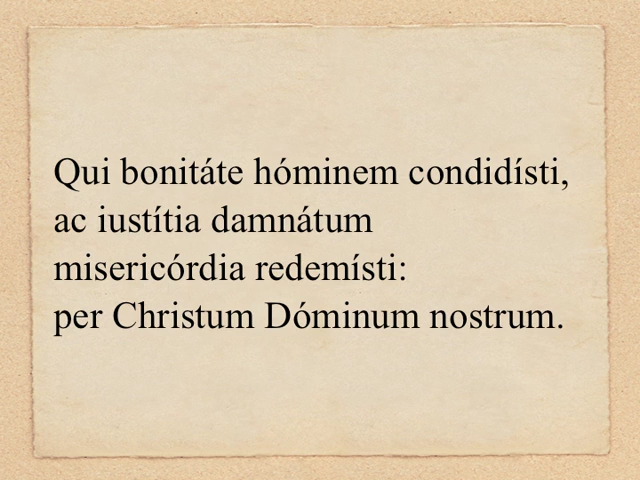 Qui bonitáte hóminem condidísti,
ac iustítia damnátum
misericórdia redemísti:
per Christum Dóminum nostrum.